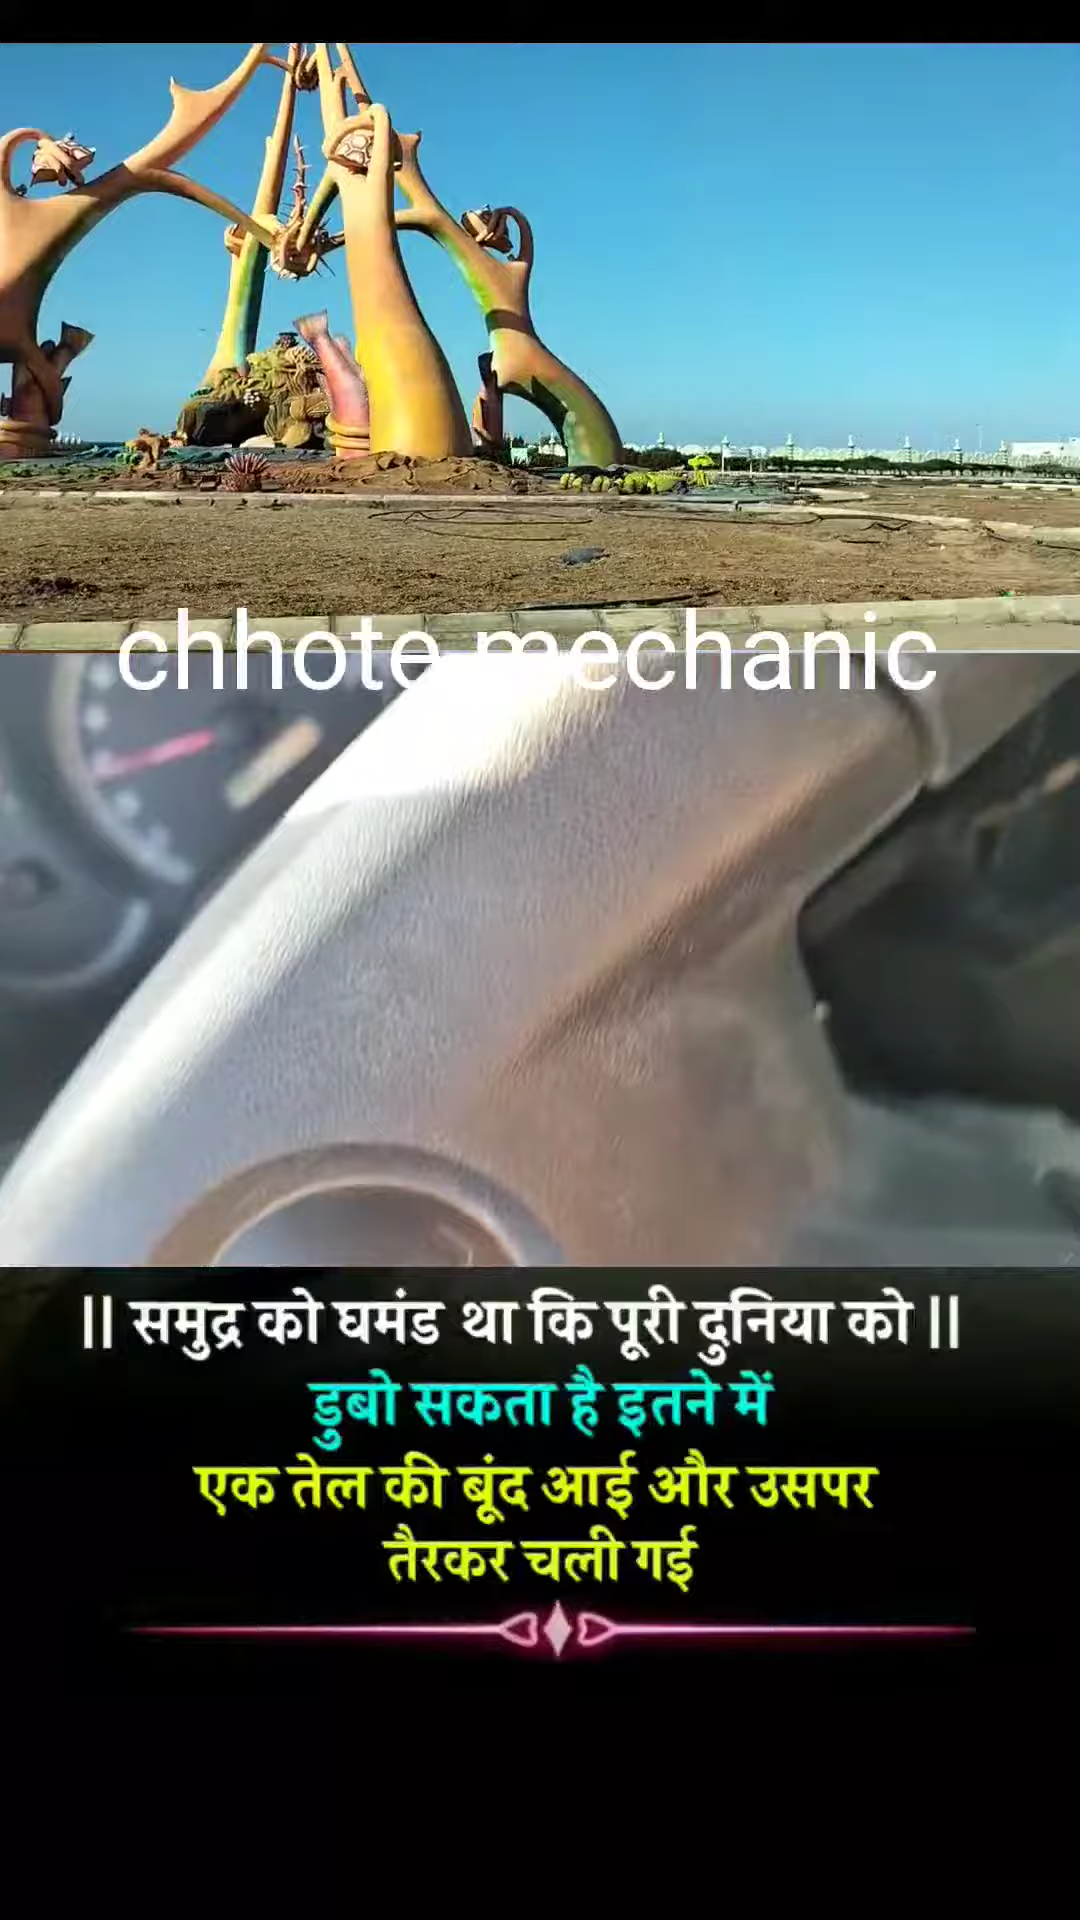 chhote mechanic
|| समुद्र को घमंड था कि पूरी दुनिया को ||
डुबो सकता है इतने में
एक तेल की बूंद आई और उसपर
तैरकर चली गई